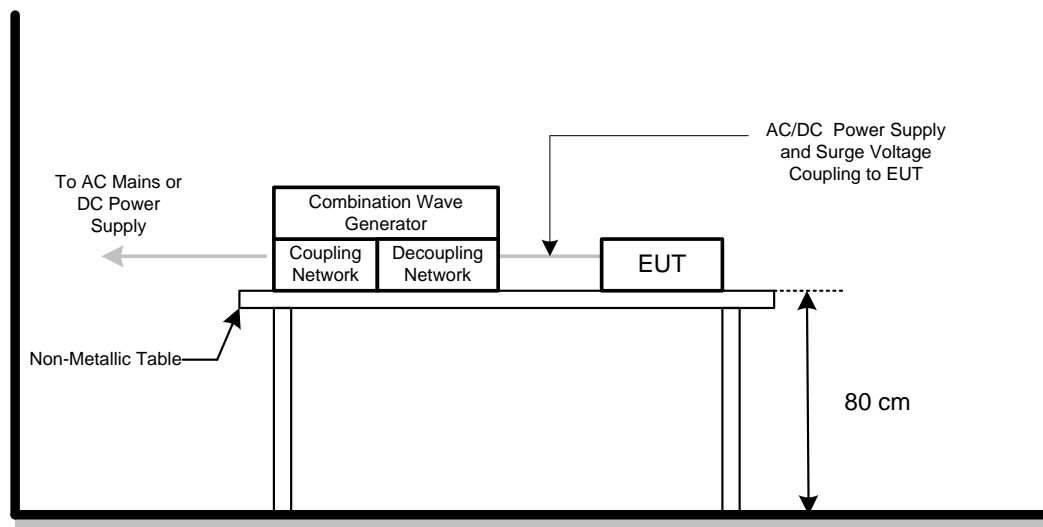 AC/DC Power Supply
and Surge Voltage
Coupling to EUT
To AC Mains or
DC Power
Supply
Combination Wave
Generator
Coupling
Network
Decoupling
Network
EUT
Non-Metallic Table
80 cm